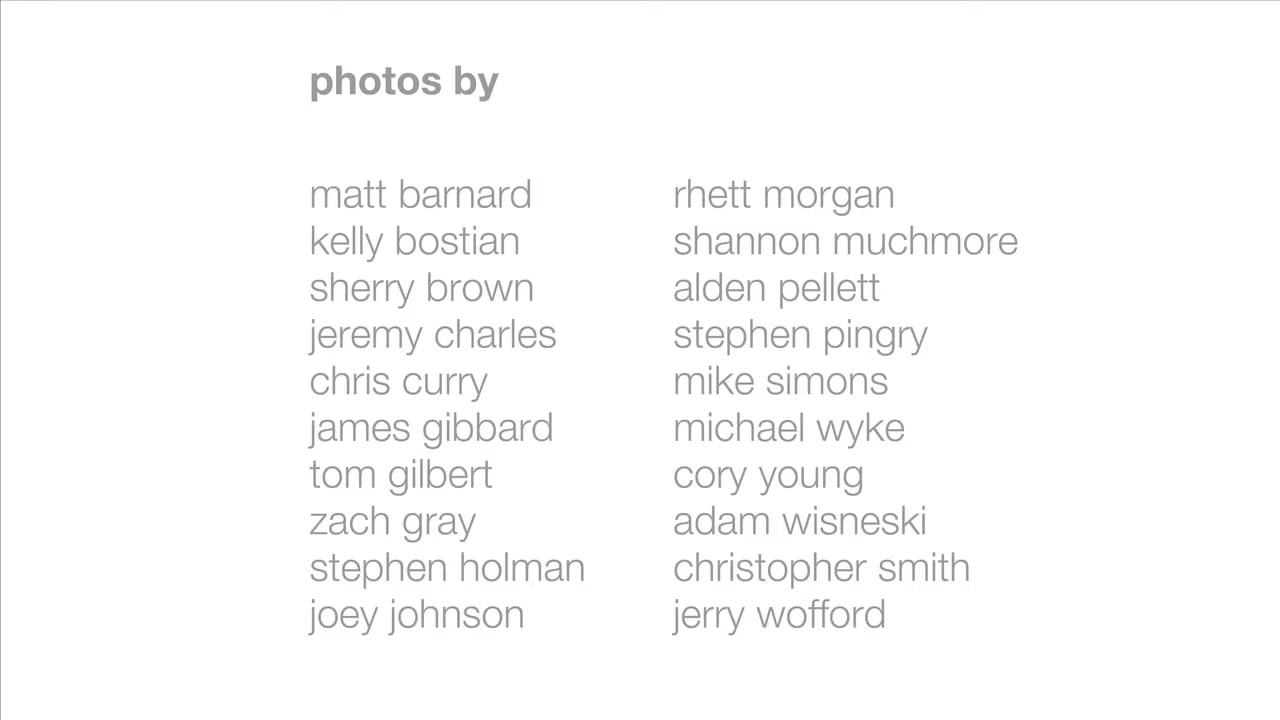 photos by
matt barnard
kelly bostian
sherry brown
jeremy charles
chris curry
james gibbard
tom gilbert
zach gray
stephen holman
joey johnson
rhett morgan
shannon muchmore
alden pellett
stephen pingry
mike simons
michael wyke
cory young
adam wisneski
christopher smith
jerry wofford